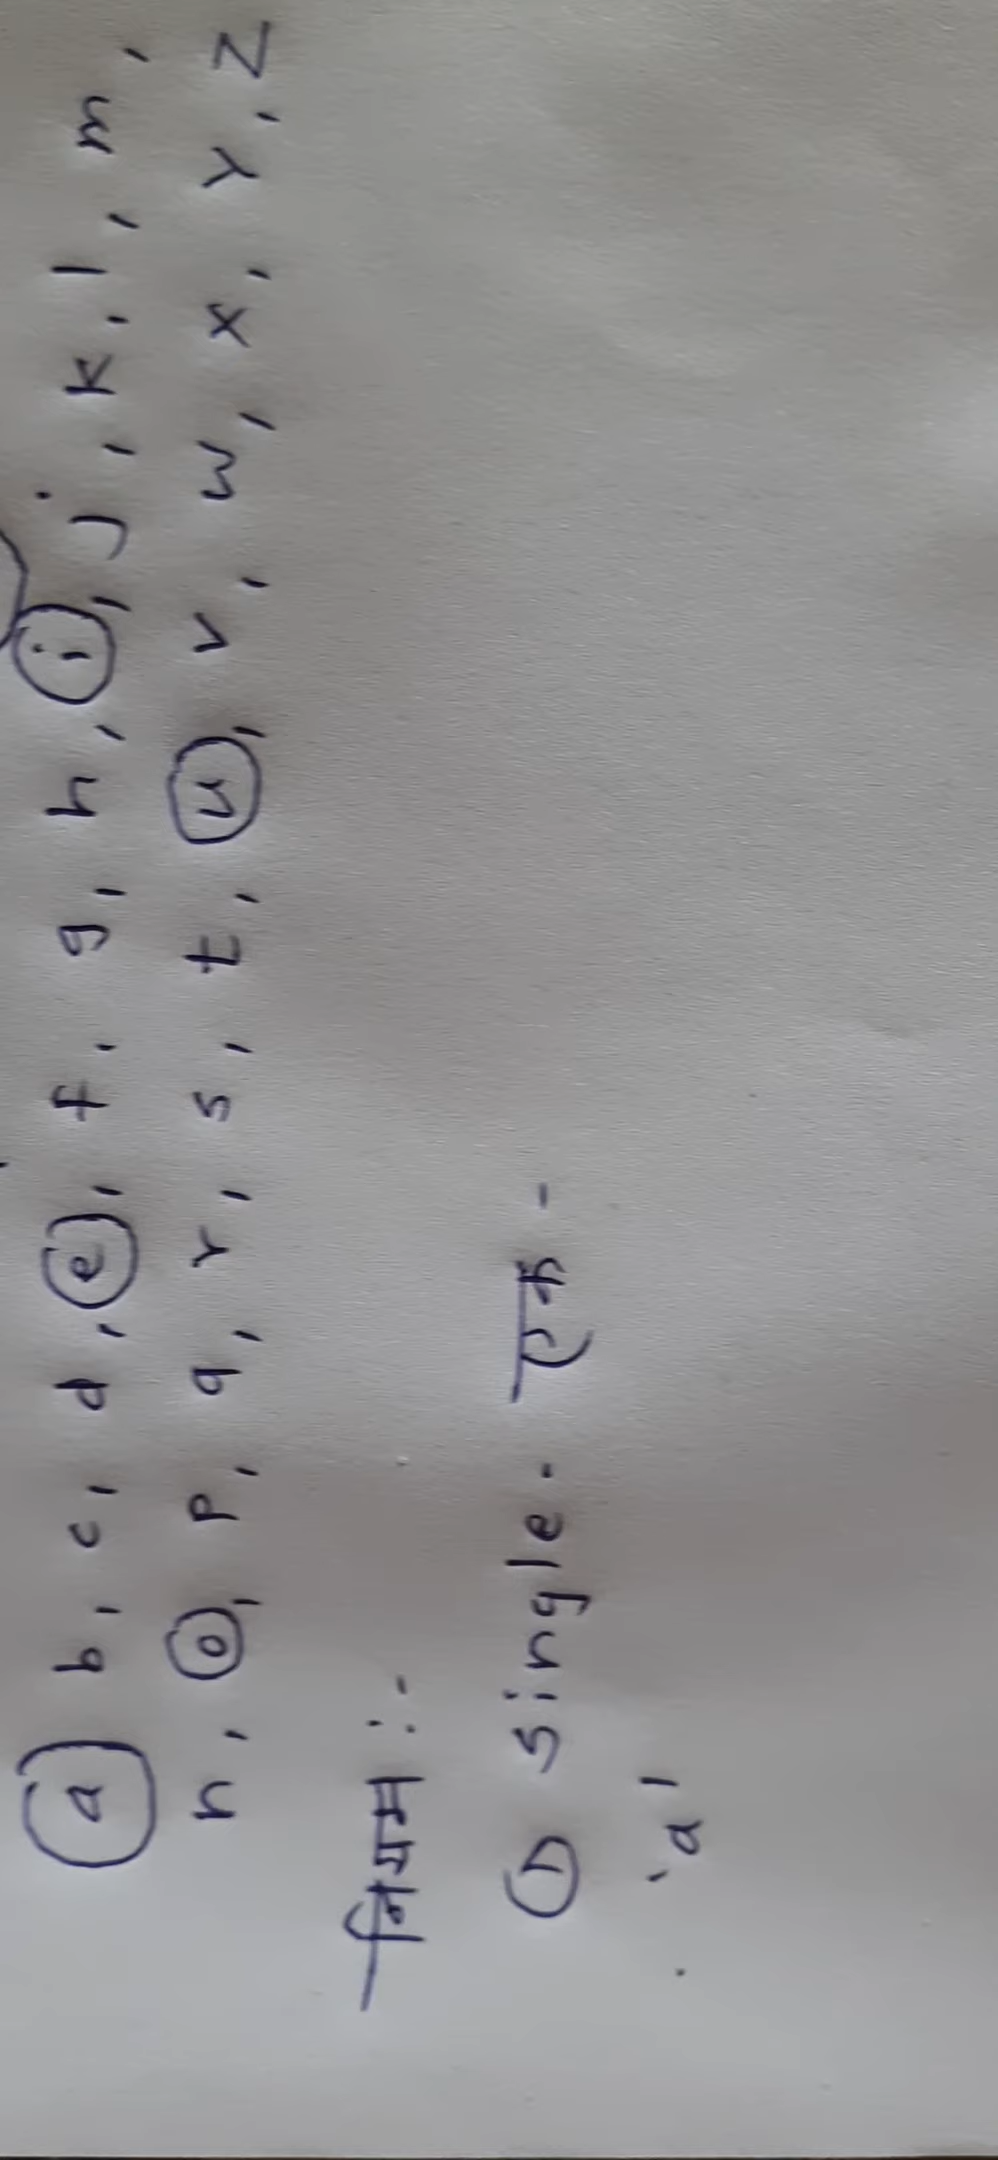 a b, c, d, e, f, g, h, i, j, k, l, m,
n, o, p, q, r, s, t, u, v, w, x, y, z
नियम :-
① single. एक -
'a'